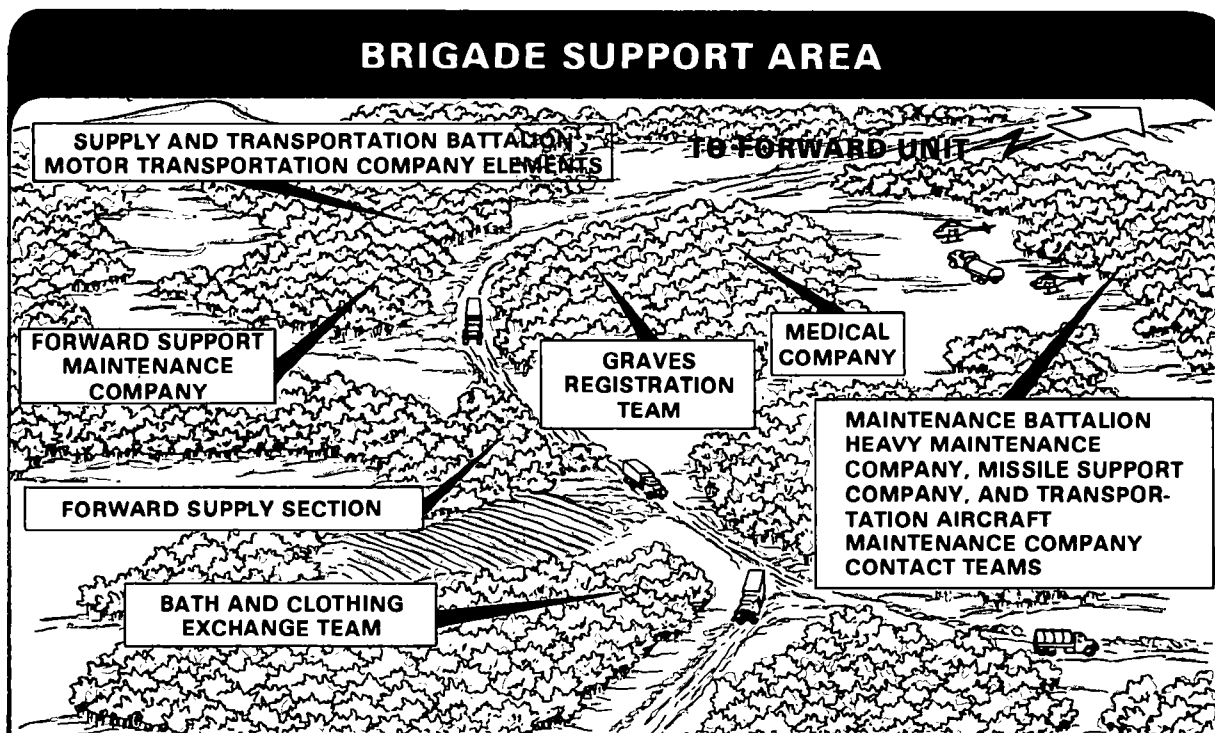 BRIGADE SUPPORT AREA
SUPPLY AND TRANSPORTATION BATTALION
MOTOR TRANSPORTATION COMPANY ELEMENTS
TO FORWARD UNIT
FORWARD SUPPORT
MAINTENANCE
COMPANY
GRAVES
REGISTRATION
TEAM
MEDICAL
COMPANY
MAINTENANCE BATTALION
HEAVY MAINTENANCE
COMPANY, MISSILE SUPPORT
COMPANY, AND TRANSPOR-
TATION AIRCRAFT
MAINTENANCE COMPANY
CONTACT TEAMS
FORWARD SUPPLY SECTION
BATH AND CLOTHING
EXCHANGE TEAM